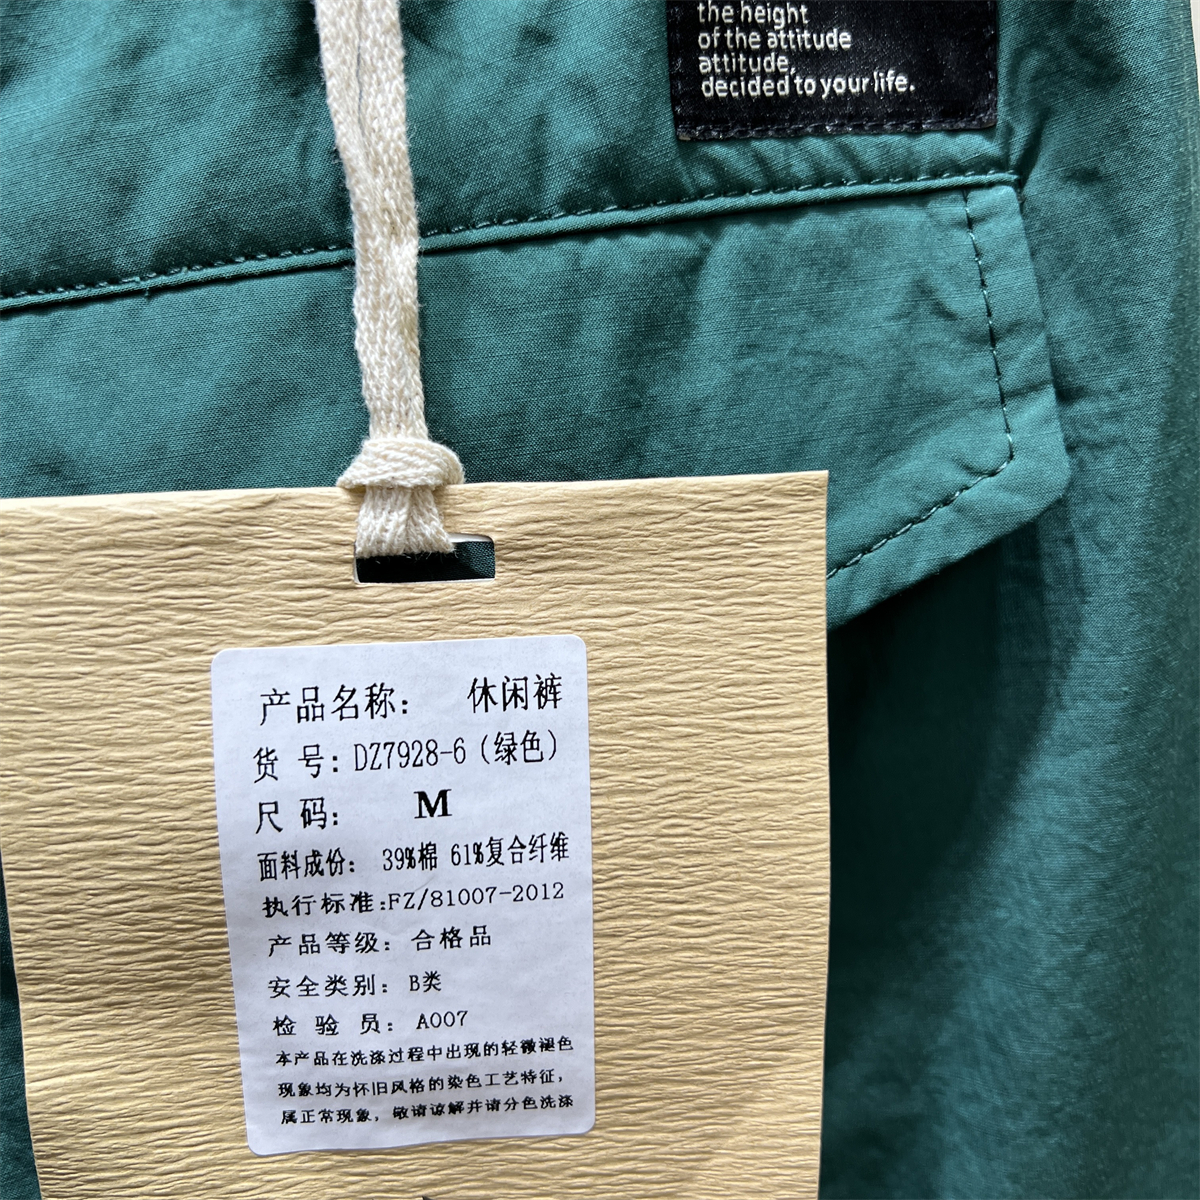 the height
of the attitude
attitude,
decided to your life.
产品名称： 休闲裤
货 号：DZ7928-6（绿色）
尺 码： M
面料成份： 39%棉 61%复合纤维
执行标准:FZ/81007-2012
产品等级：合格品
安全类别： B类
检 验 员： A007
本产品在洗涤过程中出现的轻微褪色
现象均为怀旧风格的染色工艺特征，
属正常现象，敬请谅解并请分色洗涤